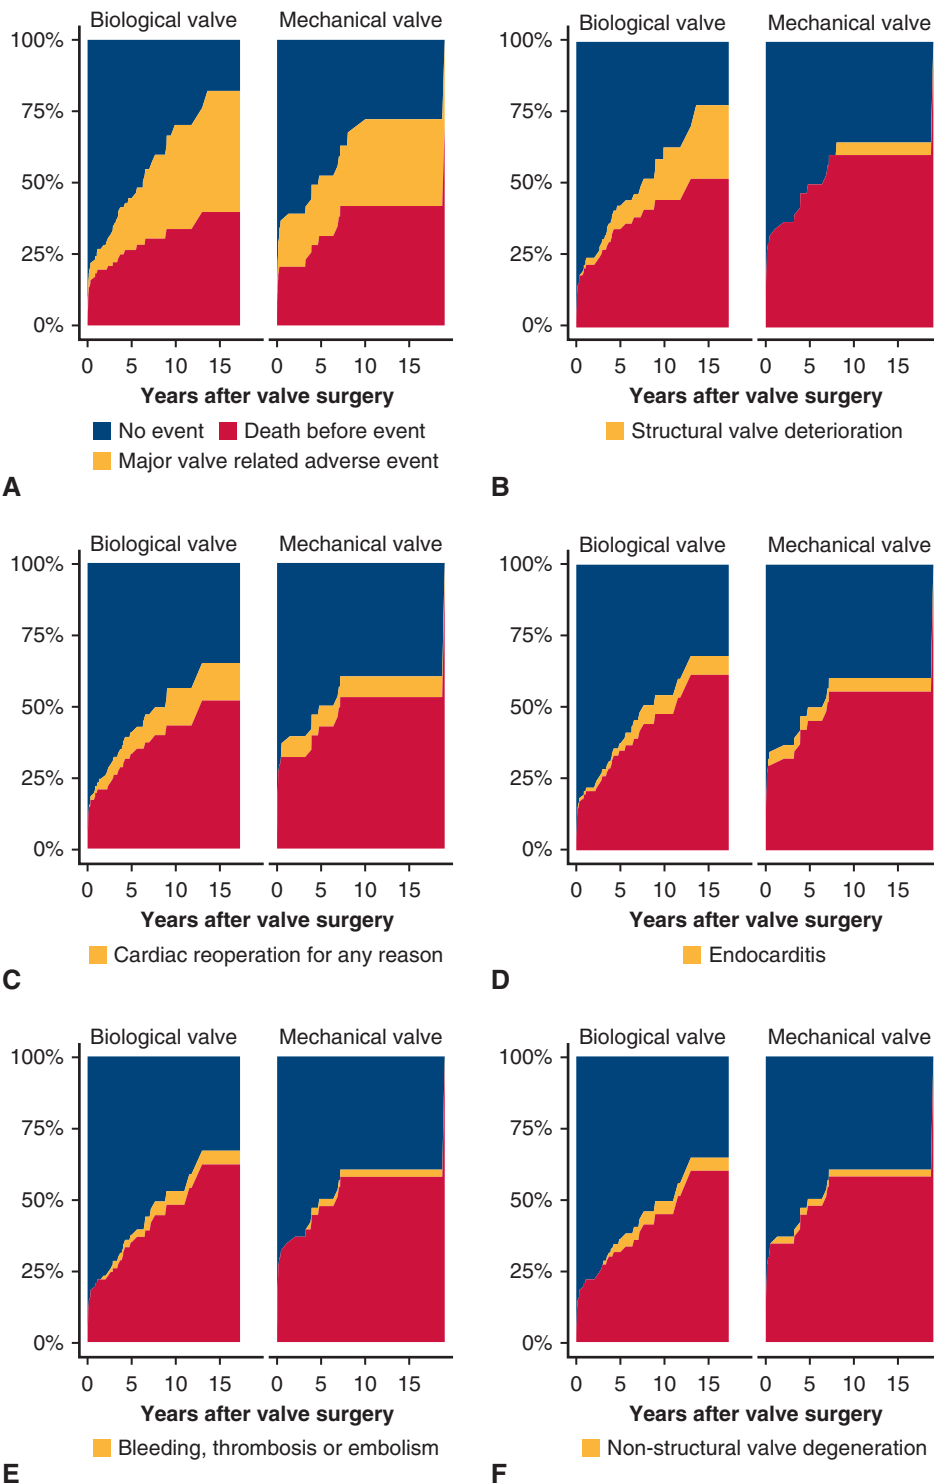 Biological valve Mechanical valve
100%
75%
50%
25%
0%
0 5 10 15 0 5 10 15
Years after valve surgery
No event Death before event
Major valve related adverse event
A
Biological valve Mechanical valve
100%
75%
50%
25%
0%
0 5 10 15 0 5 10 15
Years after valve surgery
Structural valve deterioration
B
Biological valve Mechanical valve
100%
75%
50%
25%
0%
0 5 10 15 0 5 10 15
Years after valve surgery
Cardiac reoperation for any reason
C
Biological valve Mechanical valve
100%
75%
50%
25%
0%
0 5 10 15 0 5 10 15
Years after valve surgery
Endocarditis
D
Biological valve Mechanical valve
100%
75%
50%
25%
0%
0 5 10 15 0 5 10 15
Years after valve surgery
Bleeding, thrombosis or embolism
E
Biological valve Mechanical valve
100%
75%
50%
25%
0%
0 5 10 15 0 5 10 15
Years after valve surgery
Non-structural valve degeneration
F